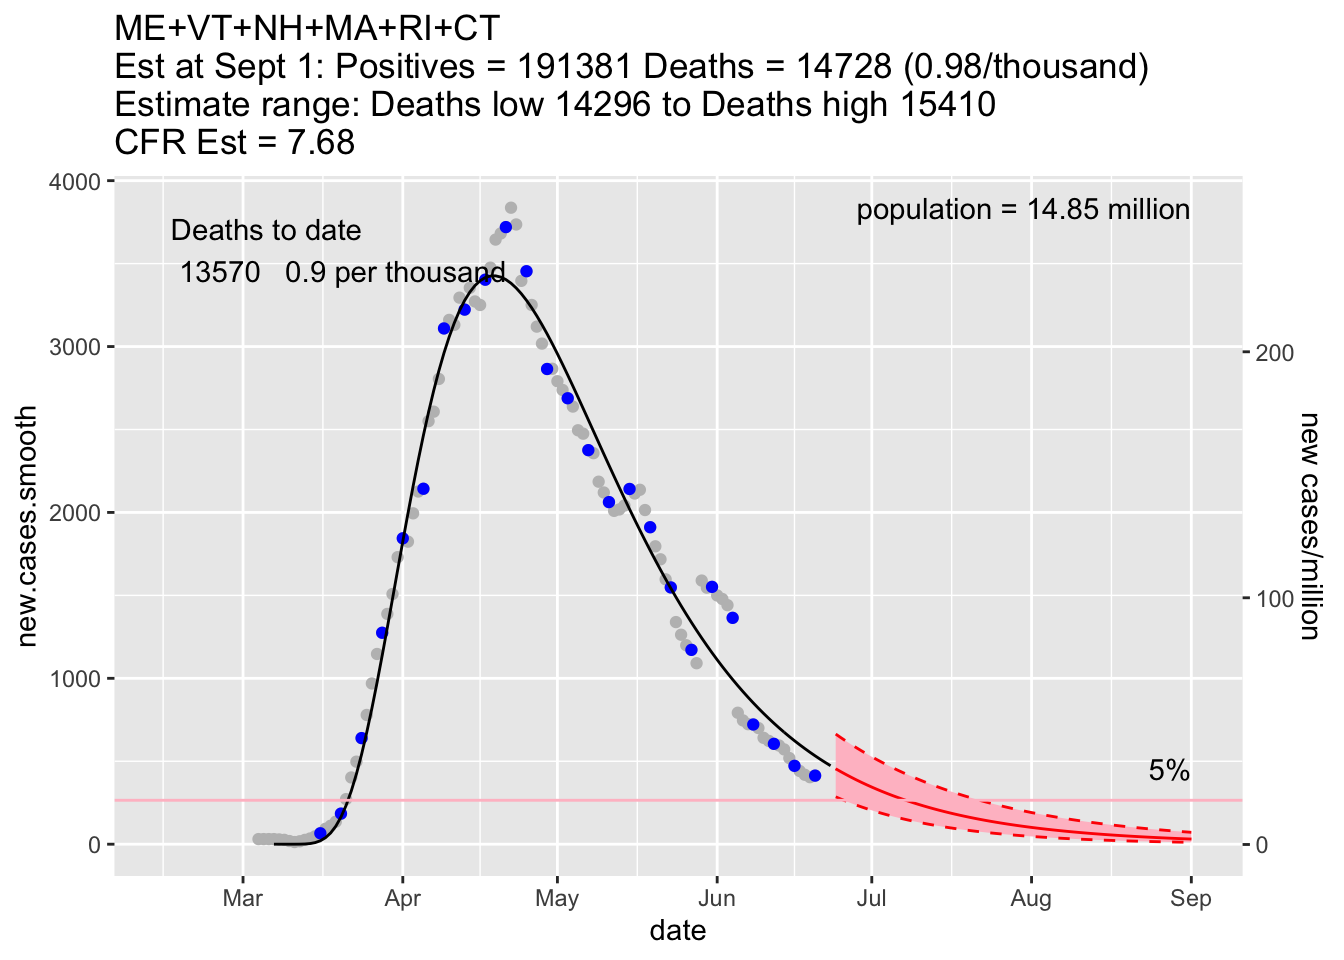 ME+VT+NH+MA+RI+CT
Est at Sept 1: Positives = 191381 Deaths = 14728 (0.98/thousand)
Estimate range: Deaths low 14296 to Deaths high 15410
CFR Est = 7.68
4000
3000
2000
1000
0
new.cases.smooth
Deaths to date
13570 0.9 per thousand
population = 14.85 million
5%
200
100
0
new cases/million
Mar Apr May Jun Jul Aug Sep
date